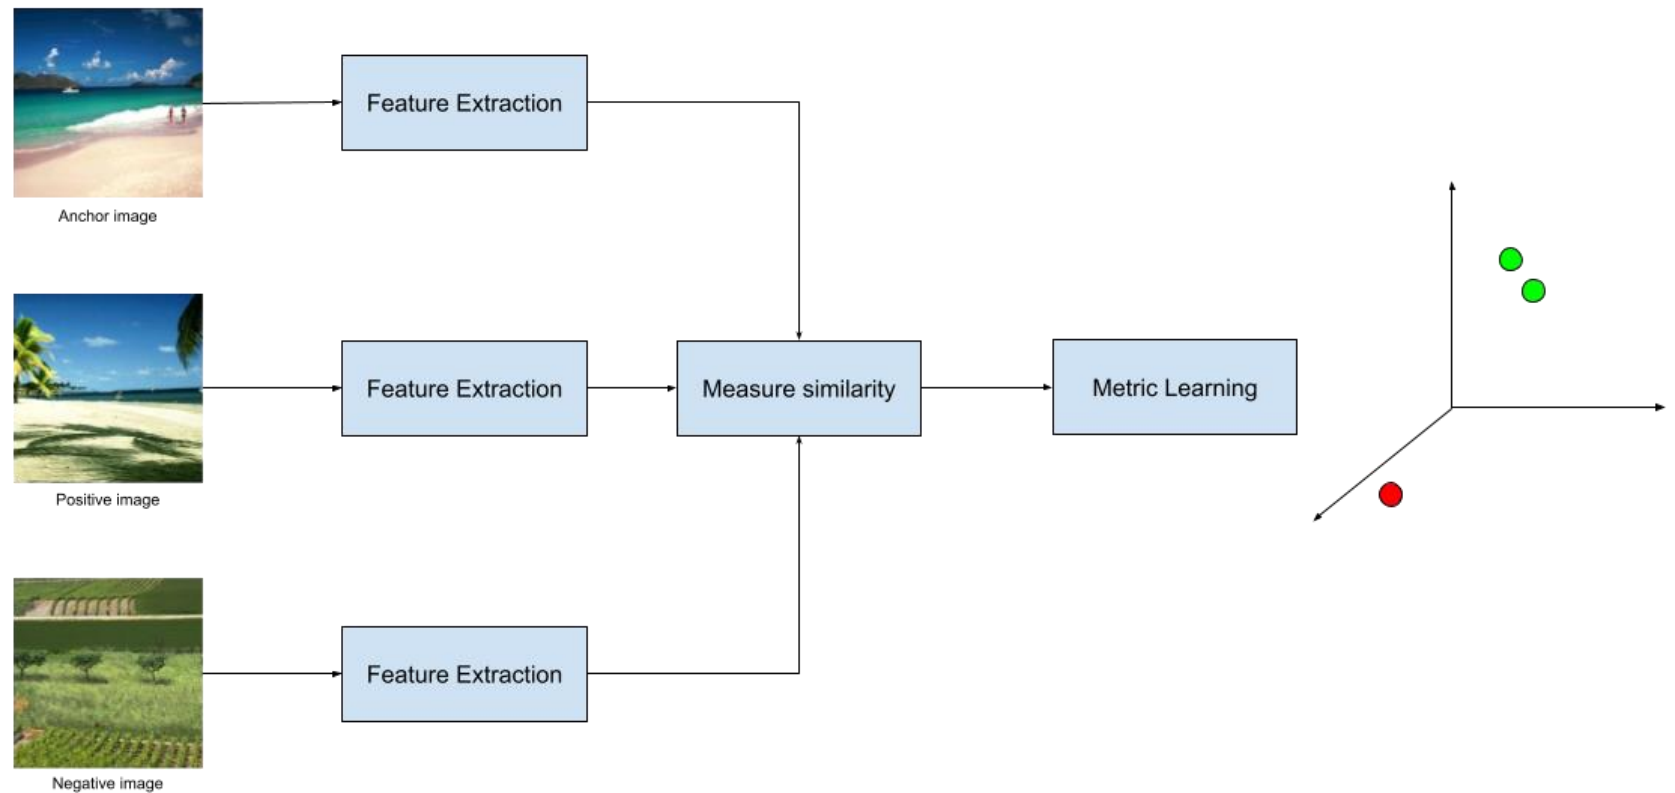 Feature Extraction
Anchor image
Feature Extraction
Measure similarity
Metric Learning
Positive image
Feature Extraction
Negative image